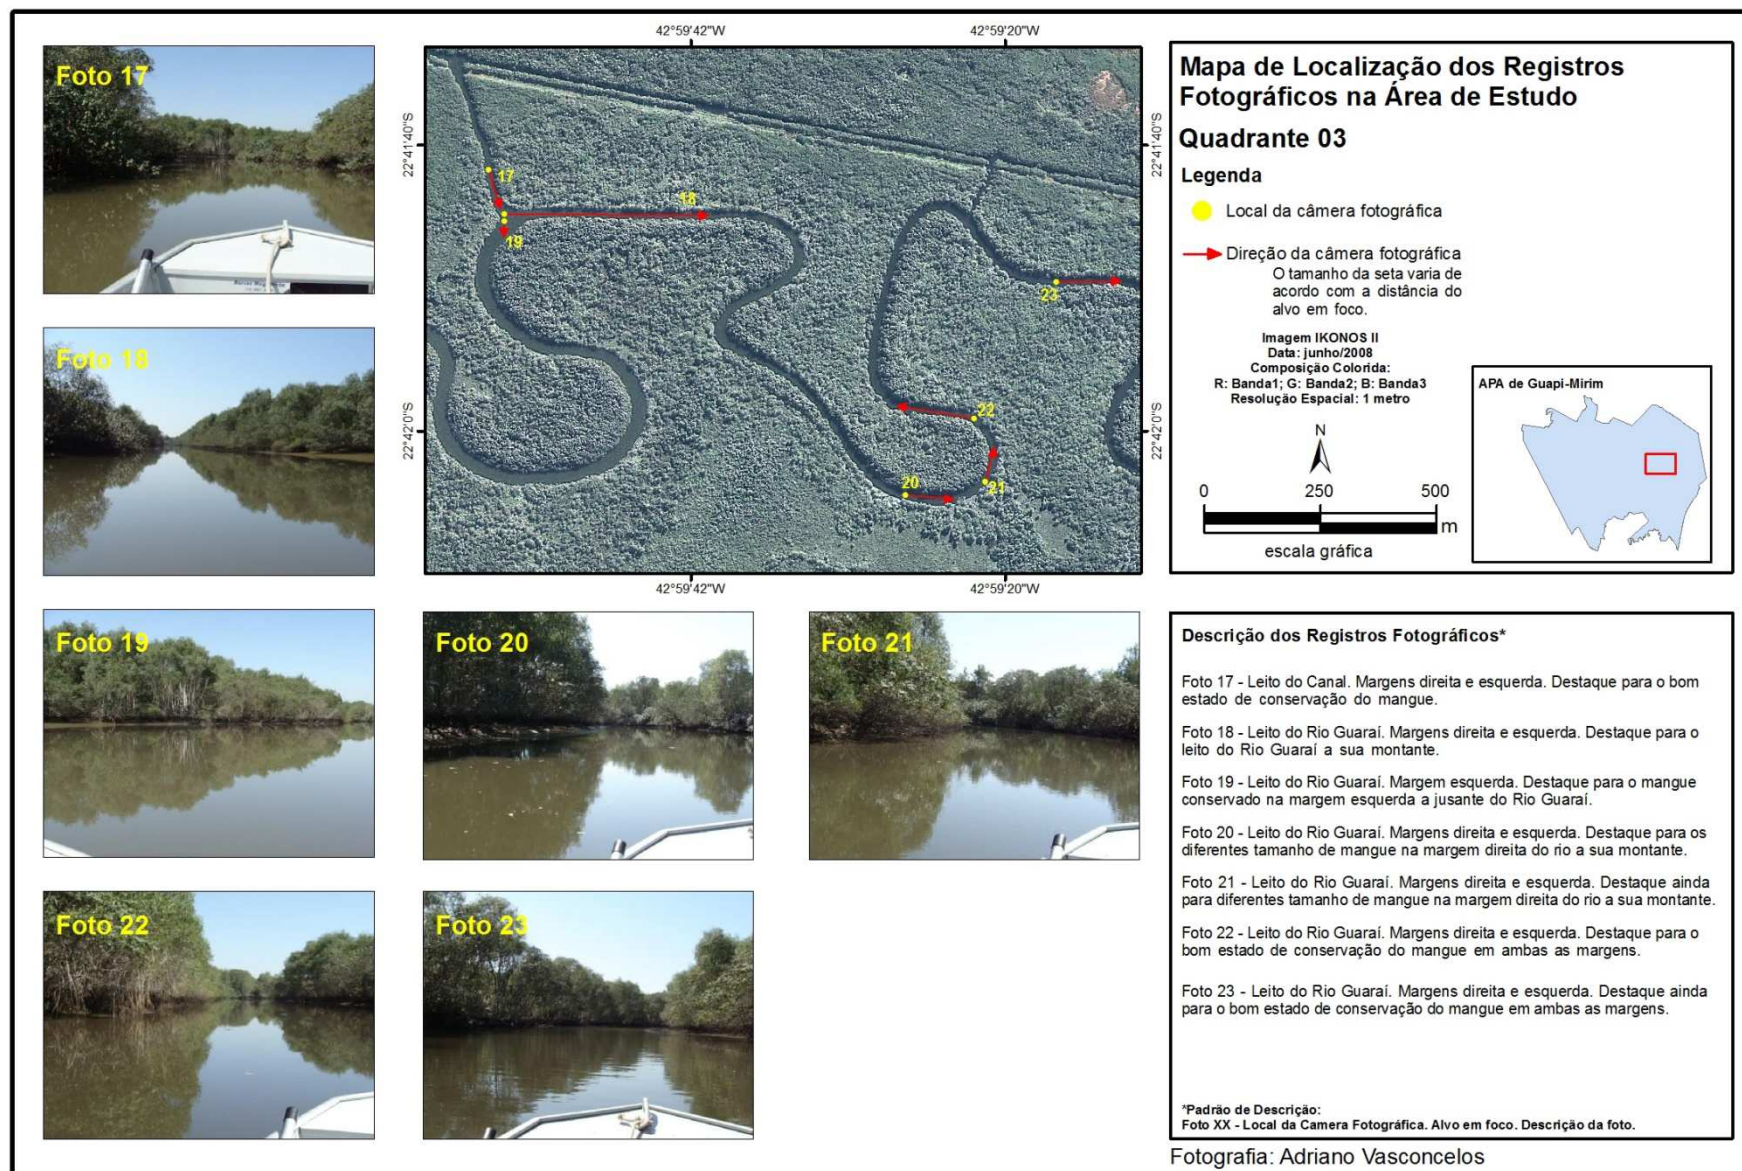 42°59'42"W
42°59'20"W
Foto 17
22°41'40"S
22°41'40"S
17
18
19
23
Foto 18
22°42'0"S
22°42'0"S
22
20
21
42°59'42"W
42°59'20"W
Mapa de Localização dos Registros
Fotográficos na Área de Estudo
Quadrante 03
Legenda
Local da câmera fotográfica
Direção da câmera fotográfica
O tamanho da seta varia de
acordo com a distância do
alvo em foco.
Imagem IKONOS II
Data: junho/2008
Composição Colorida:
R: Banda1; G: Banda2; B: Banda3
Resolução Espacial: 1 metro
N
0 250 500
m
escala gráfica
APA de Guapi-Mirim
Foto 19
Foto 20
Foto 21
Foto 22
Foto 23
Descrição dos Registros Fotográficos*
Foto 17 - Leito do Canal. Margens direita e esquerda. Destaque para o bom
estado de conservação do mangue.
Foto 18 - Leito do Rio Guaraí. Margens direita e esquerda. Destaque para o
leito do Rio Guaraí a sua montante.
Foto 19 - Leito do Rio Guaraí. Margem esquerda. Destaque para o mangue
conservado na margem esquerda a jusante do Rio Guaraí.
Foto 20 - Leito do Rio Guaraí. Margens direita e esquerda. Destaque para os
diferentes tamanho de mangue na margem direita do rio a sua montante.
Foto 21 - Leito do Rio Guaraí. Margens direita e esquerda. Destaque ainda
para diferentes tamanho de mangue na margem direita do rio a sua montante.
Foto 22 - Leito do Rio Guaraí. Margens direita e esquerda. Destaque para o
bom estado de conservação do mangue em ambas as margens.
Foto 23 - Leito do Rio Guaraí. Margens direita e esquerda. Destaque ainda
para o bom estado de conservação do mangue em ambas as margens.
*Padrão de Descrição:
Foto XX - Local da Camera Fotográfica. Alvo em foco. Descrição da foto.
Fotografia: Adriano Vasconcelos